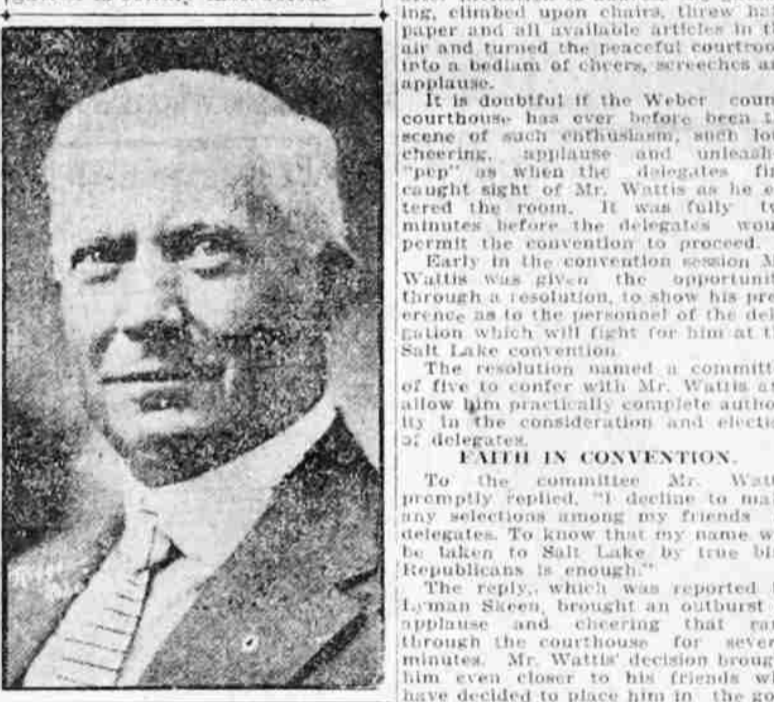 ing, climbed upon chairs, threw hat
paper and all available articles in th
air and turned the peaceful courtroo
into a bedlam of cheers, screeches an
applause.
It is doubtful if the Weber coun
courthouse has ever before been t
scene of such enthusiasm, such lou
cheering, applause and unleash
"pep" as when the delegates fir
caught sight of Mr. Wattis as he e
tered the room. It was fully tw
minutes before the delegates woul
permit the convention to proceed.
Early in the convention session M
Wattis was given the opportunit
through a resolution, to show his pre
erence as to the personnel of the del
gation which will fight for him at th
Salt Lake convention.
The resolution named a committ
of five to confer with Mr. Wattis an
allow him practically complete autho
ity in the consideration and electi
of delegates.
FAITH IN CONVENTION.
To the committee Mr. Watt
promptly replied, "I decline to mak
any selections among my friends
delegates. To know that my name w
be taken to Salt Lake by true bl
Republicans is enough."
The reply, which was reported
Lyman Skeen, brought an outburst
applause and cheering that ran
through the courthouse for sever
minutes. Mr. Wattis' decision broug
him even closer to his friends wh
have decided to place him in the go